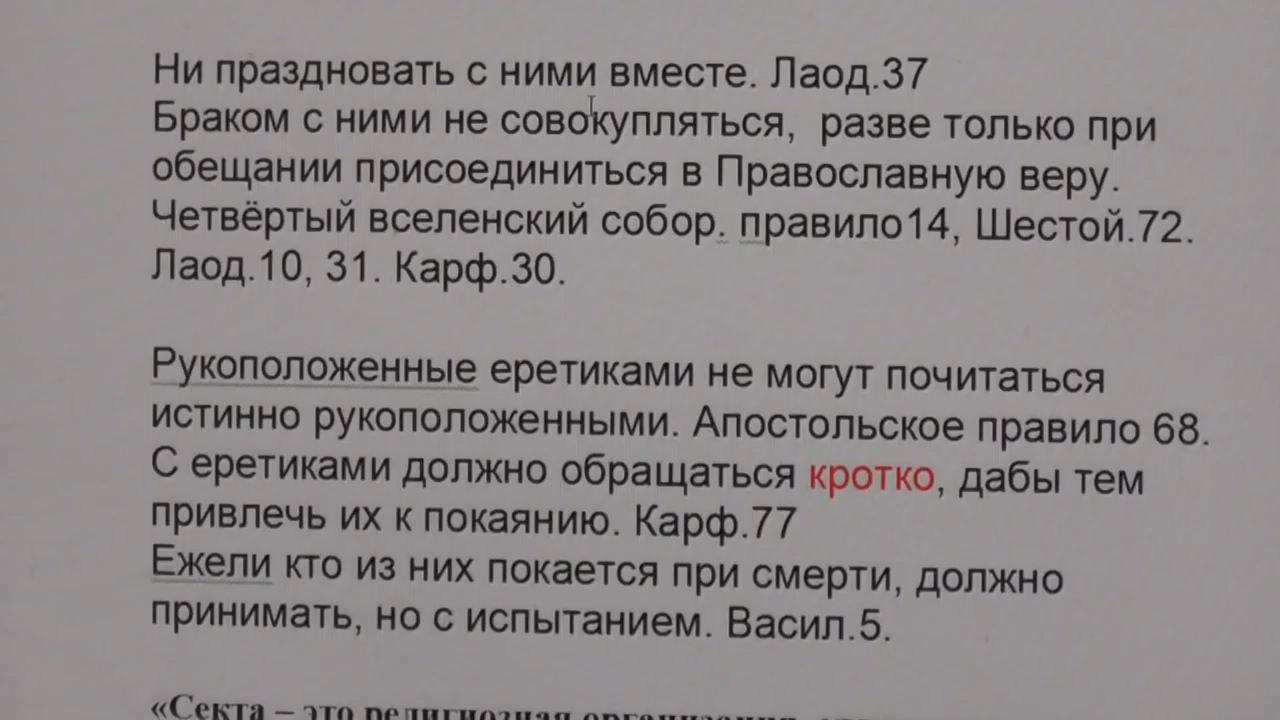 Ни праздновать с ними вместе. Лаод.37
Браком с ними не совокупляться, разве только при
обещании присоединиться в Православную веру.
Четвёртый вселенский собор. правило14, Шестой.72.
Лаод.10, 31. Карф.30.
Рукоположенные еретиками не могут почитаться
истинно рукоположенными. Апостольское правило 68.
С еретиками должно обращаться кротко, дабы тем
привлечь их к покаянию. Карф.77
Ежели кто из них покается при смерти, должно
принимать, но с испытанием. Васил.5.
«Секта – это религиозная организация,